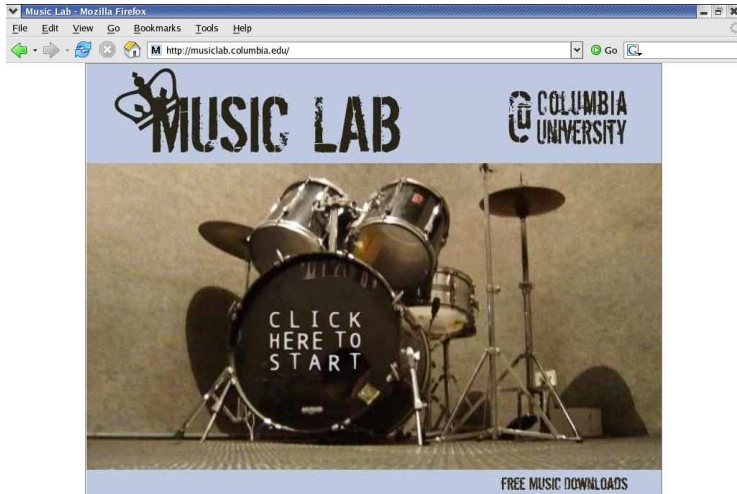 Music Lab - Mozilla Firefox
File Edit View Go Bookmarks Tools Help
M http://musiclab.columbia.edu/ Go G
MUSIC LAB
@ COLUMBIA
UNIVERSITY
CLICK
HERE TO
START
FREE MUSIC DOWNLOADS